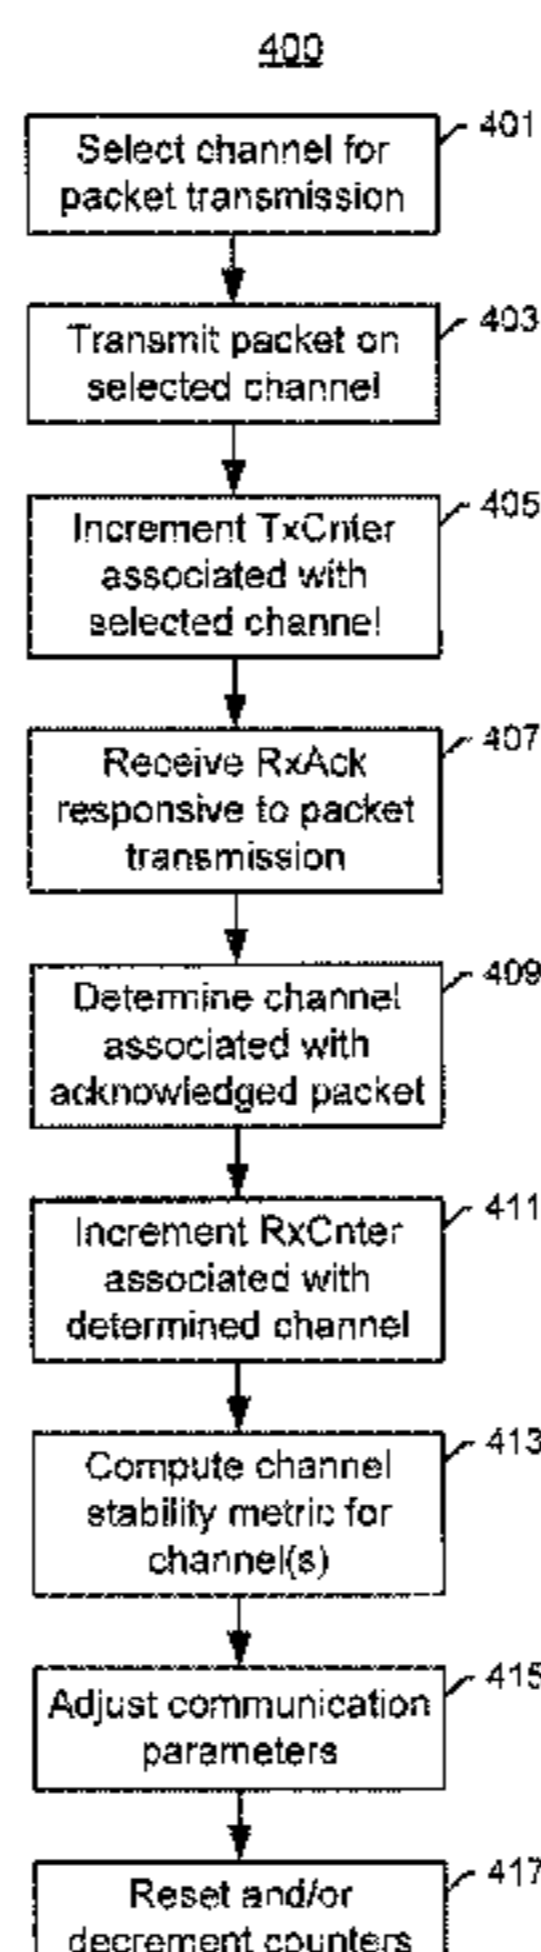 400
401
Select channel for
packet transmission
403
Transmit packet on
selected channel
405
Increment TxCnter
associated with
selected channel
407
Receive RxAck
responsive to packet
transmission
409
Determine channel
associated with
acknowledged packet
411
Increment RxCnter
associated with
determined channel
413
Compute channel
stability metric for
channel(s)
415
Adjust communication
parameters
417
Reset and/or
decrement counters